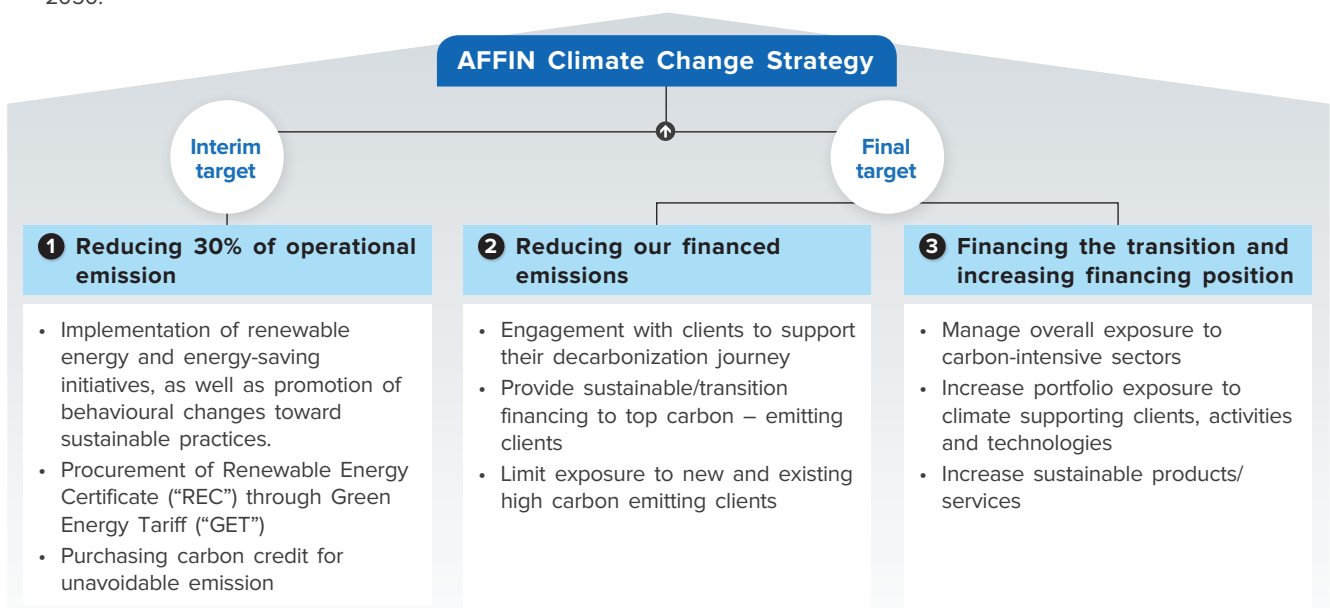 AFFIN Climate Change Strategy
Interim
target
Final
target
1 Reducing 30% of operational
emission
• Implementation of renewable
energy and energy-saving
initiatives, as well as promotion of
behavioural changes toward
sustainable practices.
• Procurement of Renewable Energy
Certificate (“REC”) through Green
Energy Tariff (“GET”)
• Purchasing carbon credit for
unavoidable emission
2 Reducing our financed
emissions
• Engagement with clients to support
their decarbonization journey
• Provide sustainable/transition
financing to top carbon – emitting
clients
• Limit exposure to new and existing
high carbon emitting clients
3 Financing the transition and
increasing financing position
• Manage overall exposure to
carbon-intensive sectors
• Increase portfolio exposure to
climate supporting clients, activities
and technologies
• Increase sustainable products/
services